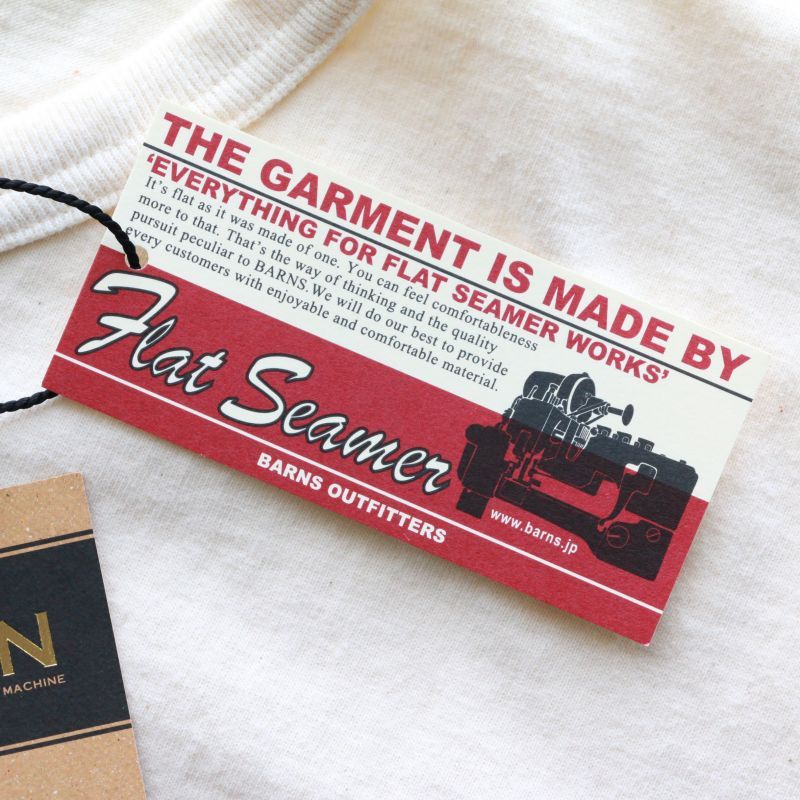 THE GARMENT IS MADE BY
‘EVERYTHING FOR FLAT SEAMER WORKS’
It's flat as it was made of one. You can feel comfortableness
more to that. That's the way of thinking and the quality
pursuit peculiar to BARNS. We will do our best to provide
every customers with enjoyable and comfortable material.
Flat Seamer
BARNS OUTFITTERS
www.barns.jp
MACHINE